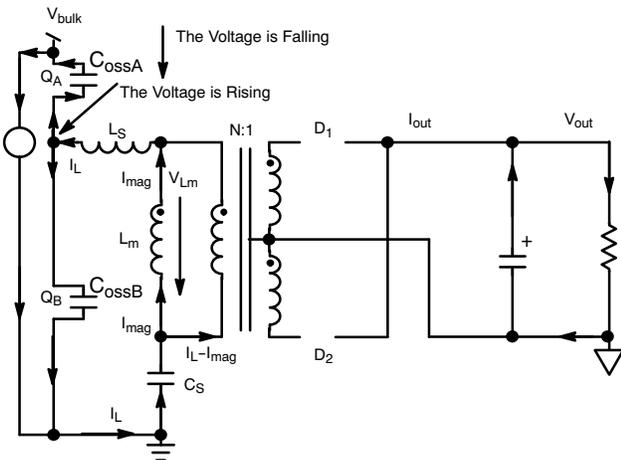 V_bulk
C_ossA
The Voltage is Falling
Q_A
The Voltage is Rising
L_S
N:1
D_1
I_out
V_out
I_L
I_mag
V_Lm
L_m
+
Q_B
C_ossB
I_mag
I_L–I_mag
D_2
C_S
I_L